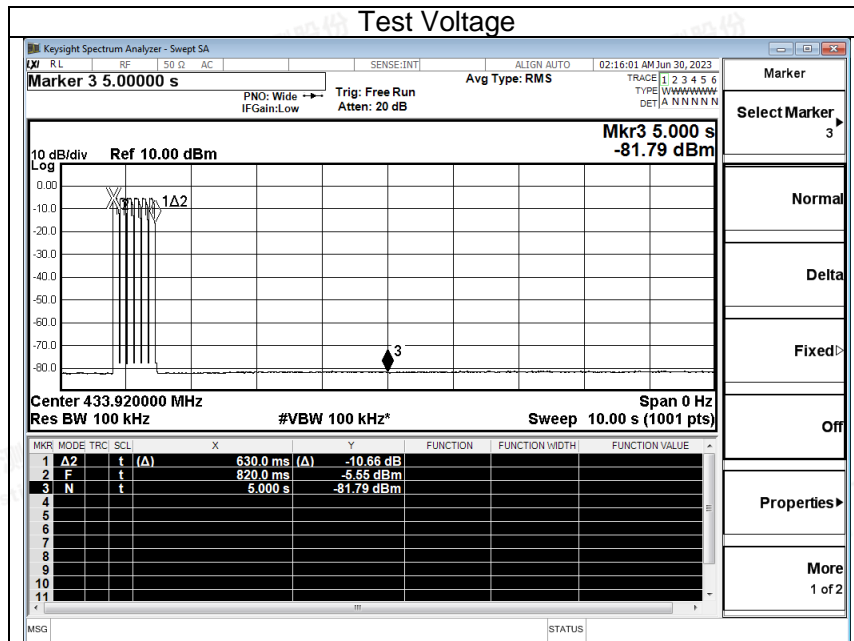 Test Voltage
Keysight Spectrum Analyzer - Swept SA
RL RF 50 Ω AC SENSE:INT ALIGN AUTO 02:16:01 AM Jun 30, 2023
Marker 3 5.00000 s
PNO: Wide
IFGain:Low
Trig: Free Run
Atten: 20 dB
Avg Type: RMS
TRACE 1 2 3 4 5 6
TYPE WWWWWW
DET A N N N N N
Mkr3 5.000 s
-81.79 dBm
10 dB/div Ref 10.00 dBm
Log
0.00
-10.0
-20.0
-30.0
-40.0
-50.0
-60.0
-70.0
-80.0
1Δ2
3
Center 433.920000 MHz Span 0 Hz
Res BW 100 kHz #VBW 100 kHz* Sweep 10.00 s (1001 pts)
MKR MODE TRC SCL X Y FUNCTION FUNCTION WIDTH FUNCTION VALUE
1 Δ2 t (Δ) 630.0 ms (Δ) -10.66 dB
2 F t 820.0 ms -5.55 dBm
3 N t 5.000 s -81.79 dBm
4
5
6
7
8
9
10
11
MSG STATUS
Marker
Select Marker
3
Normal
Delta
Fixed
Off
Properties
More
1 of 2